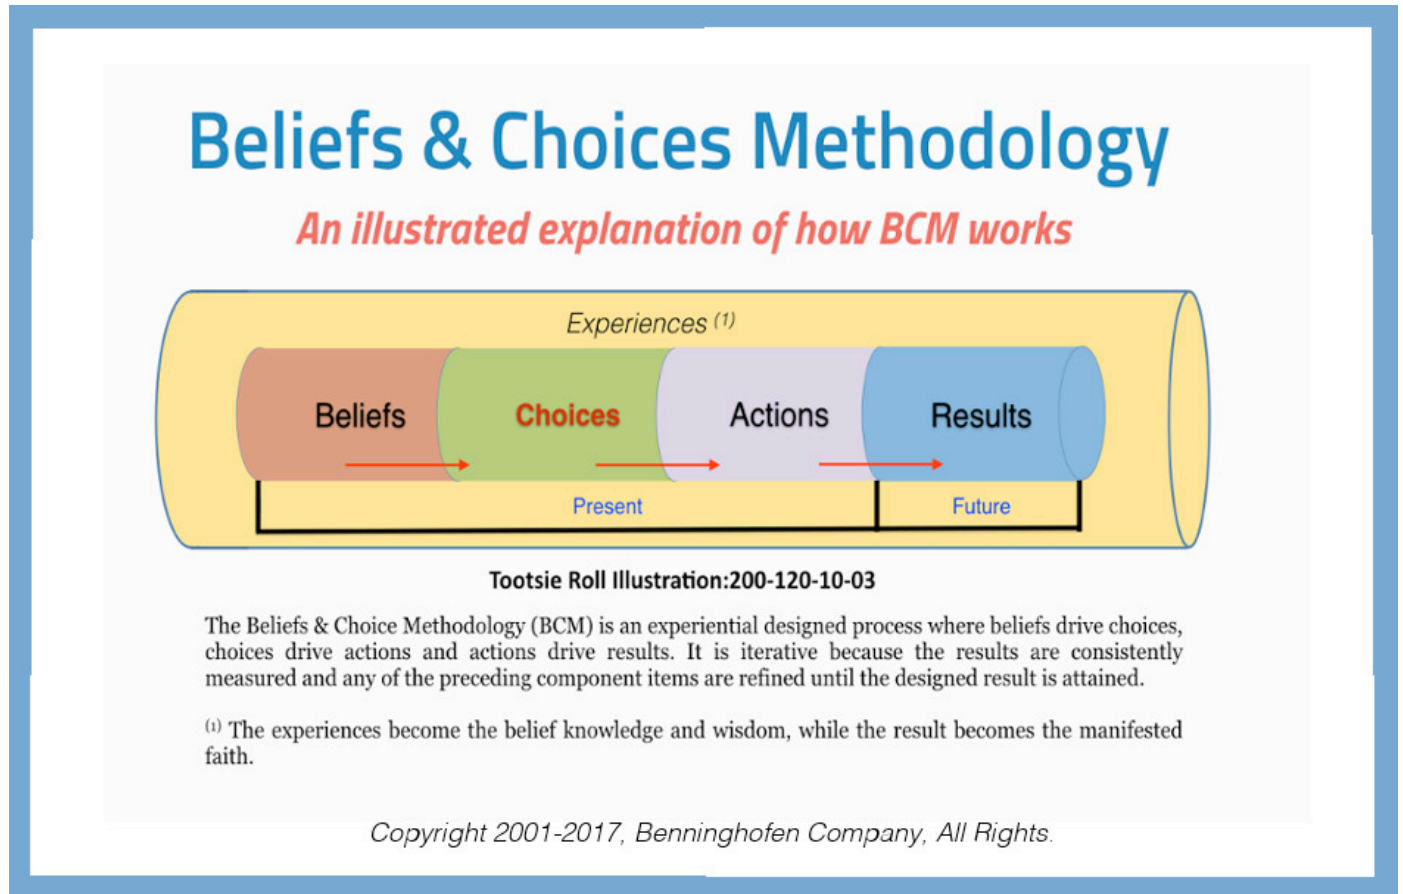 Beliefs & Choices Methodology
An illustrated explanation of how BCM works
Experiences (1)
Beliefs Choices Actions Results
Present Future
Tootsie Roll Illustration:200-120-10-03
The Beliefs & Choice Methodology (BCM) is an experiential designed process where beliefs drive choices,
choices drive actions and actions drive results. It is iterative because the results are consistently
measured and any of the preceding component items are refined until the designed result is attained.
(1) The experiences become the belief knowledge and wisdom, while the result becomes the manifested
faith.
Copyright 2001-2017, Benninghofen Company, All Rights.